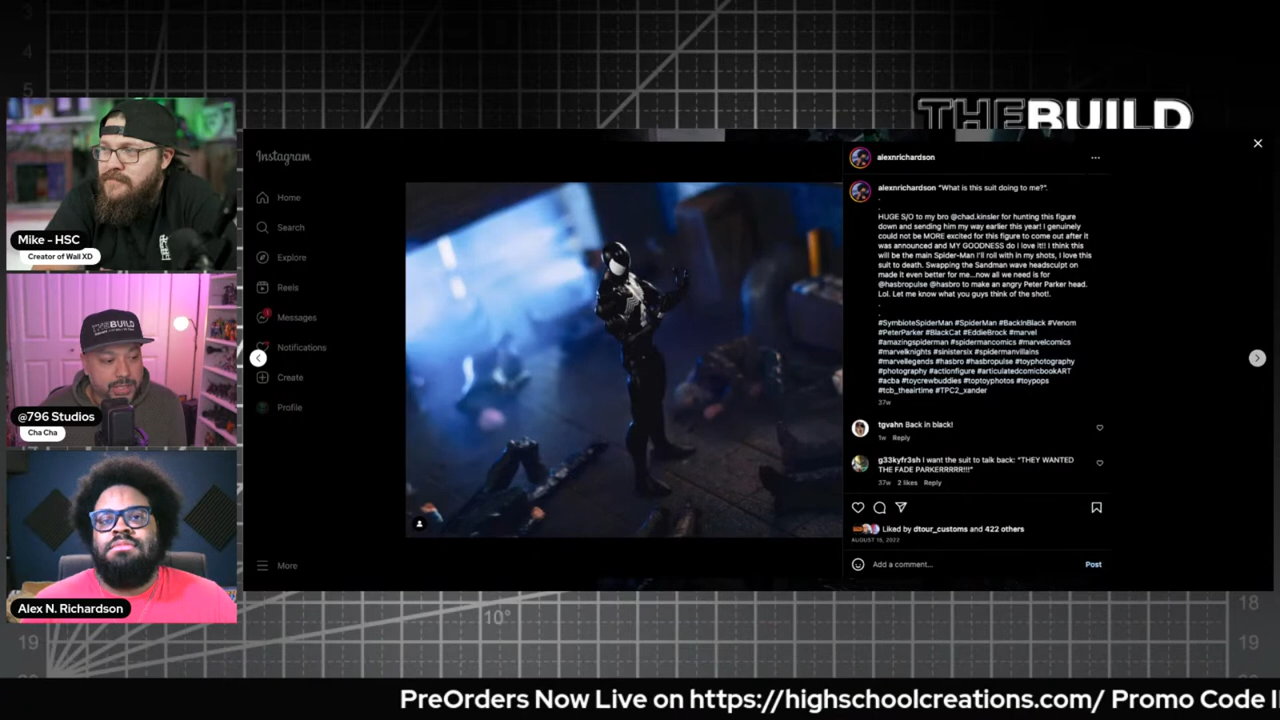 THEBUILD
Instagram
Home
Search
Explore
Reels
Messages
Notifications
Create
Profile
More
alexnrichardson
alexnrichardson "What is this suit doing to me?".
.
HUGE S/O to my bro @chad.kinsler for hunting this figure
down and sending him my way earlier this year! I genuinely
could not be MORE excited for this figure to come out after it
was announced and MY GOODNESS do I love it!! I think this
will be the main Spider-Man I'll roll with in my shots, I love this
suit to death. Swapping the Sandman wave headsculpt on
made it even better for me...now all we need is for
@hasbropulse @hasbro to make an angry Peter Parker head.
Lol. Let me know what you guys think of the shot!.
.
#SymbioteSpiderMan #SpiderMan #BackInBlack #Venom
#PeterParker #BlackCat #EddieBrock #marvel
#amazingspiderman #spidermancomics #marvelcomics
#marvelknights #sinistersix #spidermanvillains
#marvellegends #hasbro #hasbropulse #toyphotography
#photography #actionfigure #articulatedcomicbookART
#acba #toycrewbuddies #toptoyphotos #toypops
#tcb_theairtime #TPC2_xander
37w
tgvahn Back in black!
1w Reply
g33kyfr3sh I want the suit to talk back: "THEY WANTED
THE FADE PARKERRRRR!!!"
37w 2 likes Reply
Liked by dtour_customs and 422 others
Add a comment...
Post
Mike - HSC
Creator of Wall XD
THEBUILD
@796 Studios
Cha Cha
Alex N. Richardson
3
4
5
10°
18
19
19
PreOrders Now Live on https://highschoolcreations.com/ Promo Code